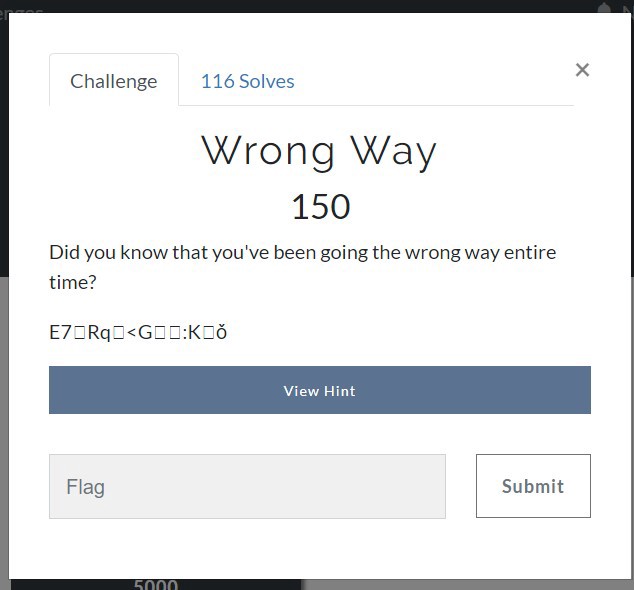 Challenge
116 Solves
×
Wrong Way
150
Did you know that you've been going the wrong way entire
time?
E7□Rq□<G□□:K□ǒ
View Hint
Flag
Submit
5000